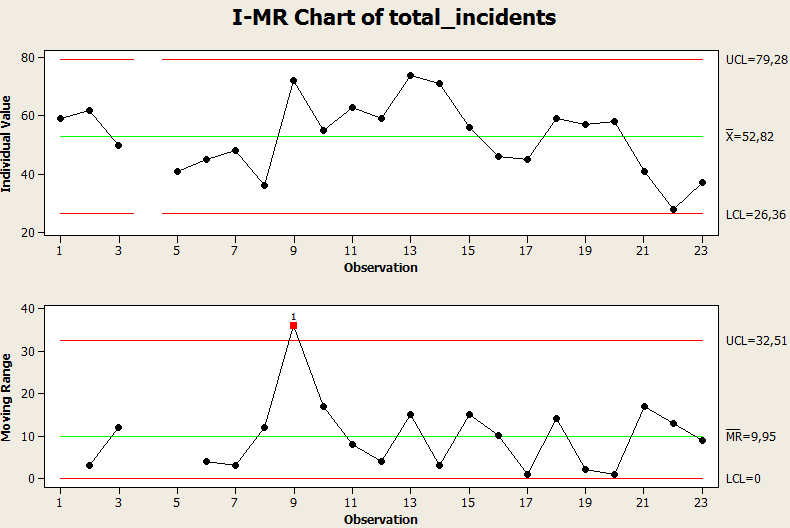 I-MR Chart of total_incidents
80
60
40
20
Individual Value
UCL=79,28
X̅=52,82
LCL=26,36
1 3 5 7 9 11 13 15 17 19 21 23
Observation
40
30
20
10
0
Moving Range
1
UCL=32,51
M̅R̅=9,95
LCL=0
1 3 5 7 9 11 13 15 17 19 21 23
Observation